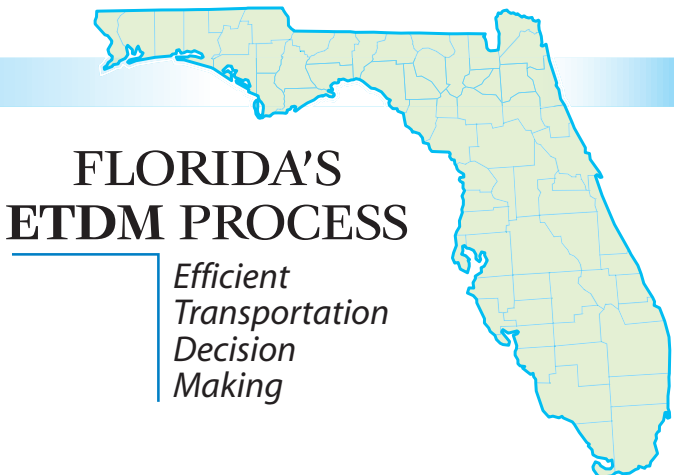 FLORIDA'S
ETDM PROCESS
Efficient
Transportation
Decision
Making